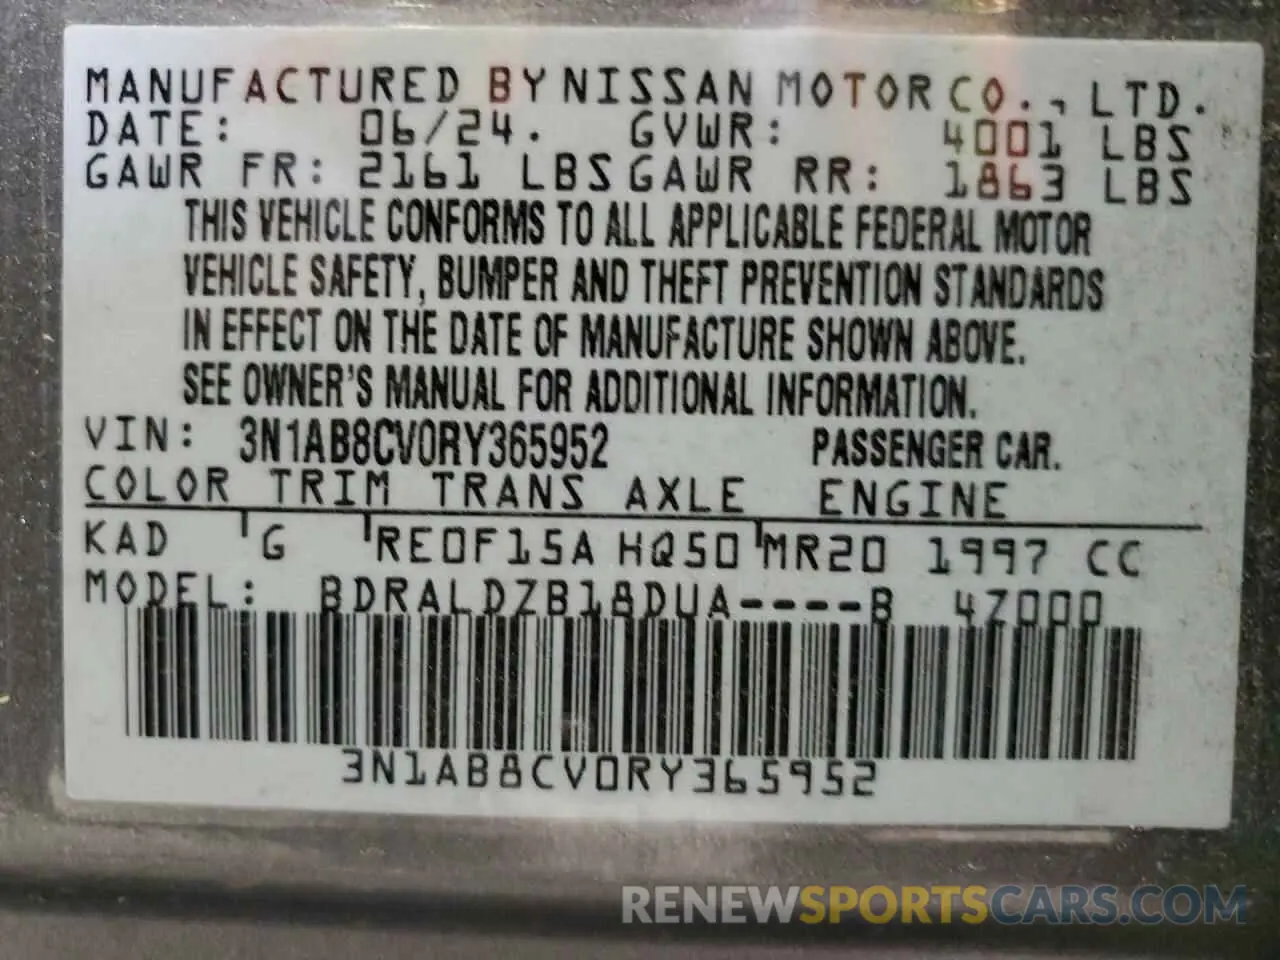 MANUFACTURED BY NISSAN MOTOR CO., LTD.
DATE: 06/24. GVWR: 4001 LBS
GAWR FR: 2161 LBS GAWR RR: 1863 LBS
THIS VEHICLE CONFORMS TO ALL APPLICABLE FEDERAL MOTOR
VEHICLE SAFETY, BUMPER AND THEFT PREVENTION STANDARDS
IN EFFECT ON THE DATE OF MANUFACTURE SHOWN ABOVE.
SEE OWNER'S MANUAL FOR ADDITIONAL INFORMATION.
VIN: 3N1AB8CV0RY365952 PASSENGER CAR.
COLOR TRIM TRANS AXLE ENGINE
KAD G RE0F15A HQ50 MR20 1997 CC
MODEL: BDRALDZB18DUA----B 4Z000
3N1AB8CV0RY365952
RENEWSPORTSCARS.COM